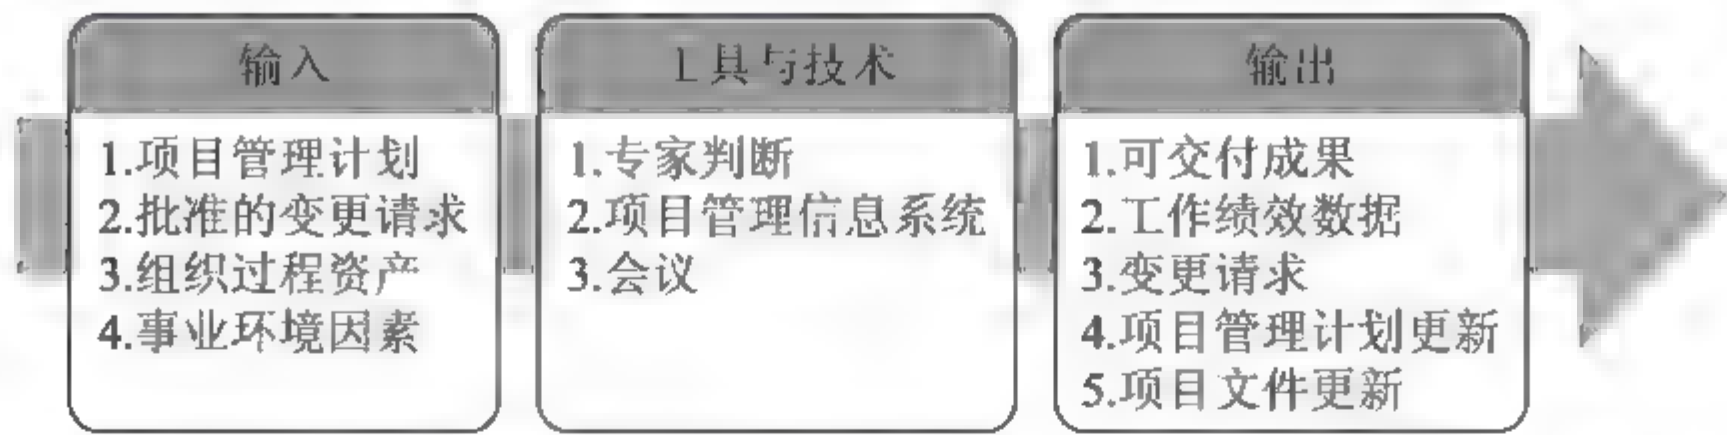 输入
1.项目管理计划
2.批准的变更请求
3.组织过程资产
4.事业环境因素
工具与技术
1.专家判断
2.项目管理信息系统
3.会议
输出
1.可交付成果
2.工作绩效数据
3.变更请求
4.项目管理计划更新
5.项目文件更新